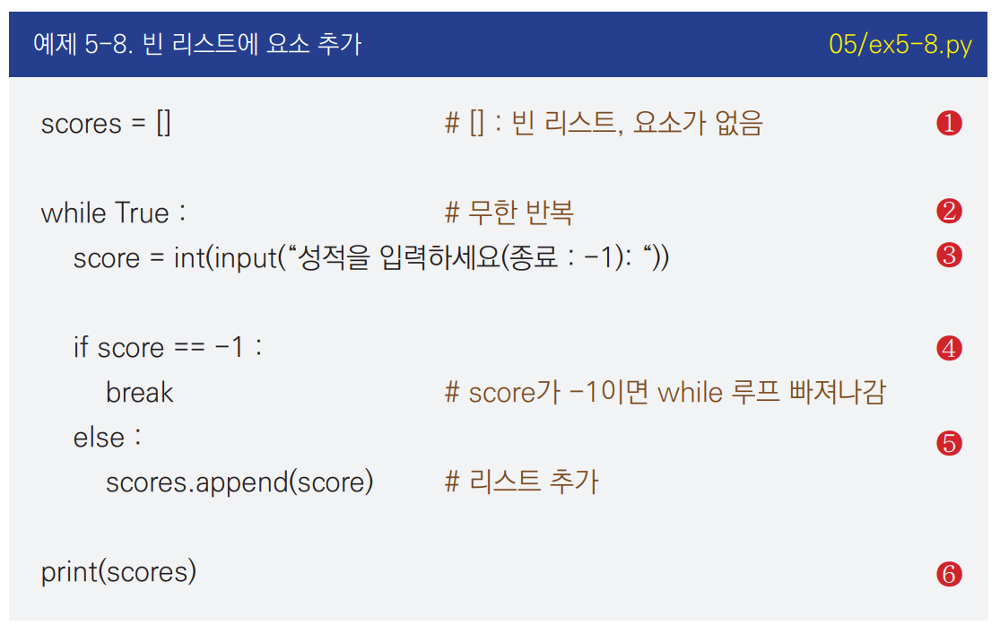 예제 5-8. 빈 리스트에 요소 추가 05/ex5-8.py
scores = [] # [] : 빈 리스트, 요소가 없음 ❶
while True : # 무한 반복 ❷
score = int(input(“성적을 입력하세요(종료 : -1): “)) ❸
if score == -1 : ❹
break # score가 -1이면 while 루프 빠져나감
else : ❺
scores.append(score) # 리스트 추가
print(scores) ❻